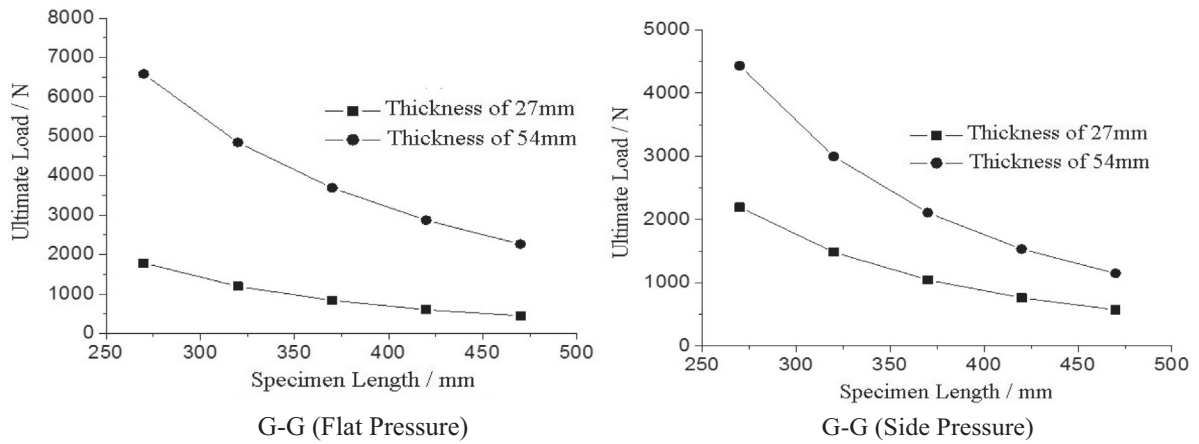 8000
7000
6000
5000
4000
3000
2000
1000
0
Ultimate Load / N
Thickness of 27mm
Thickness of 54mm
250 300 350 400 450 500
Specimen Length / mm
G-G (Flat Pressure)
5000
4000
3000
2000
1000
0
Ultimate Load / N
Thickness of 27mm
Thickness of 54mm
250 300 350 400 450 500
Specimen Length / mm
G-G (Side Pressure)